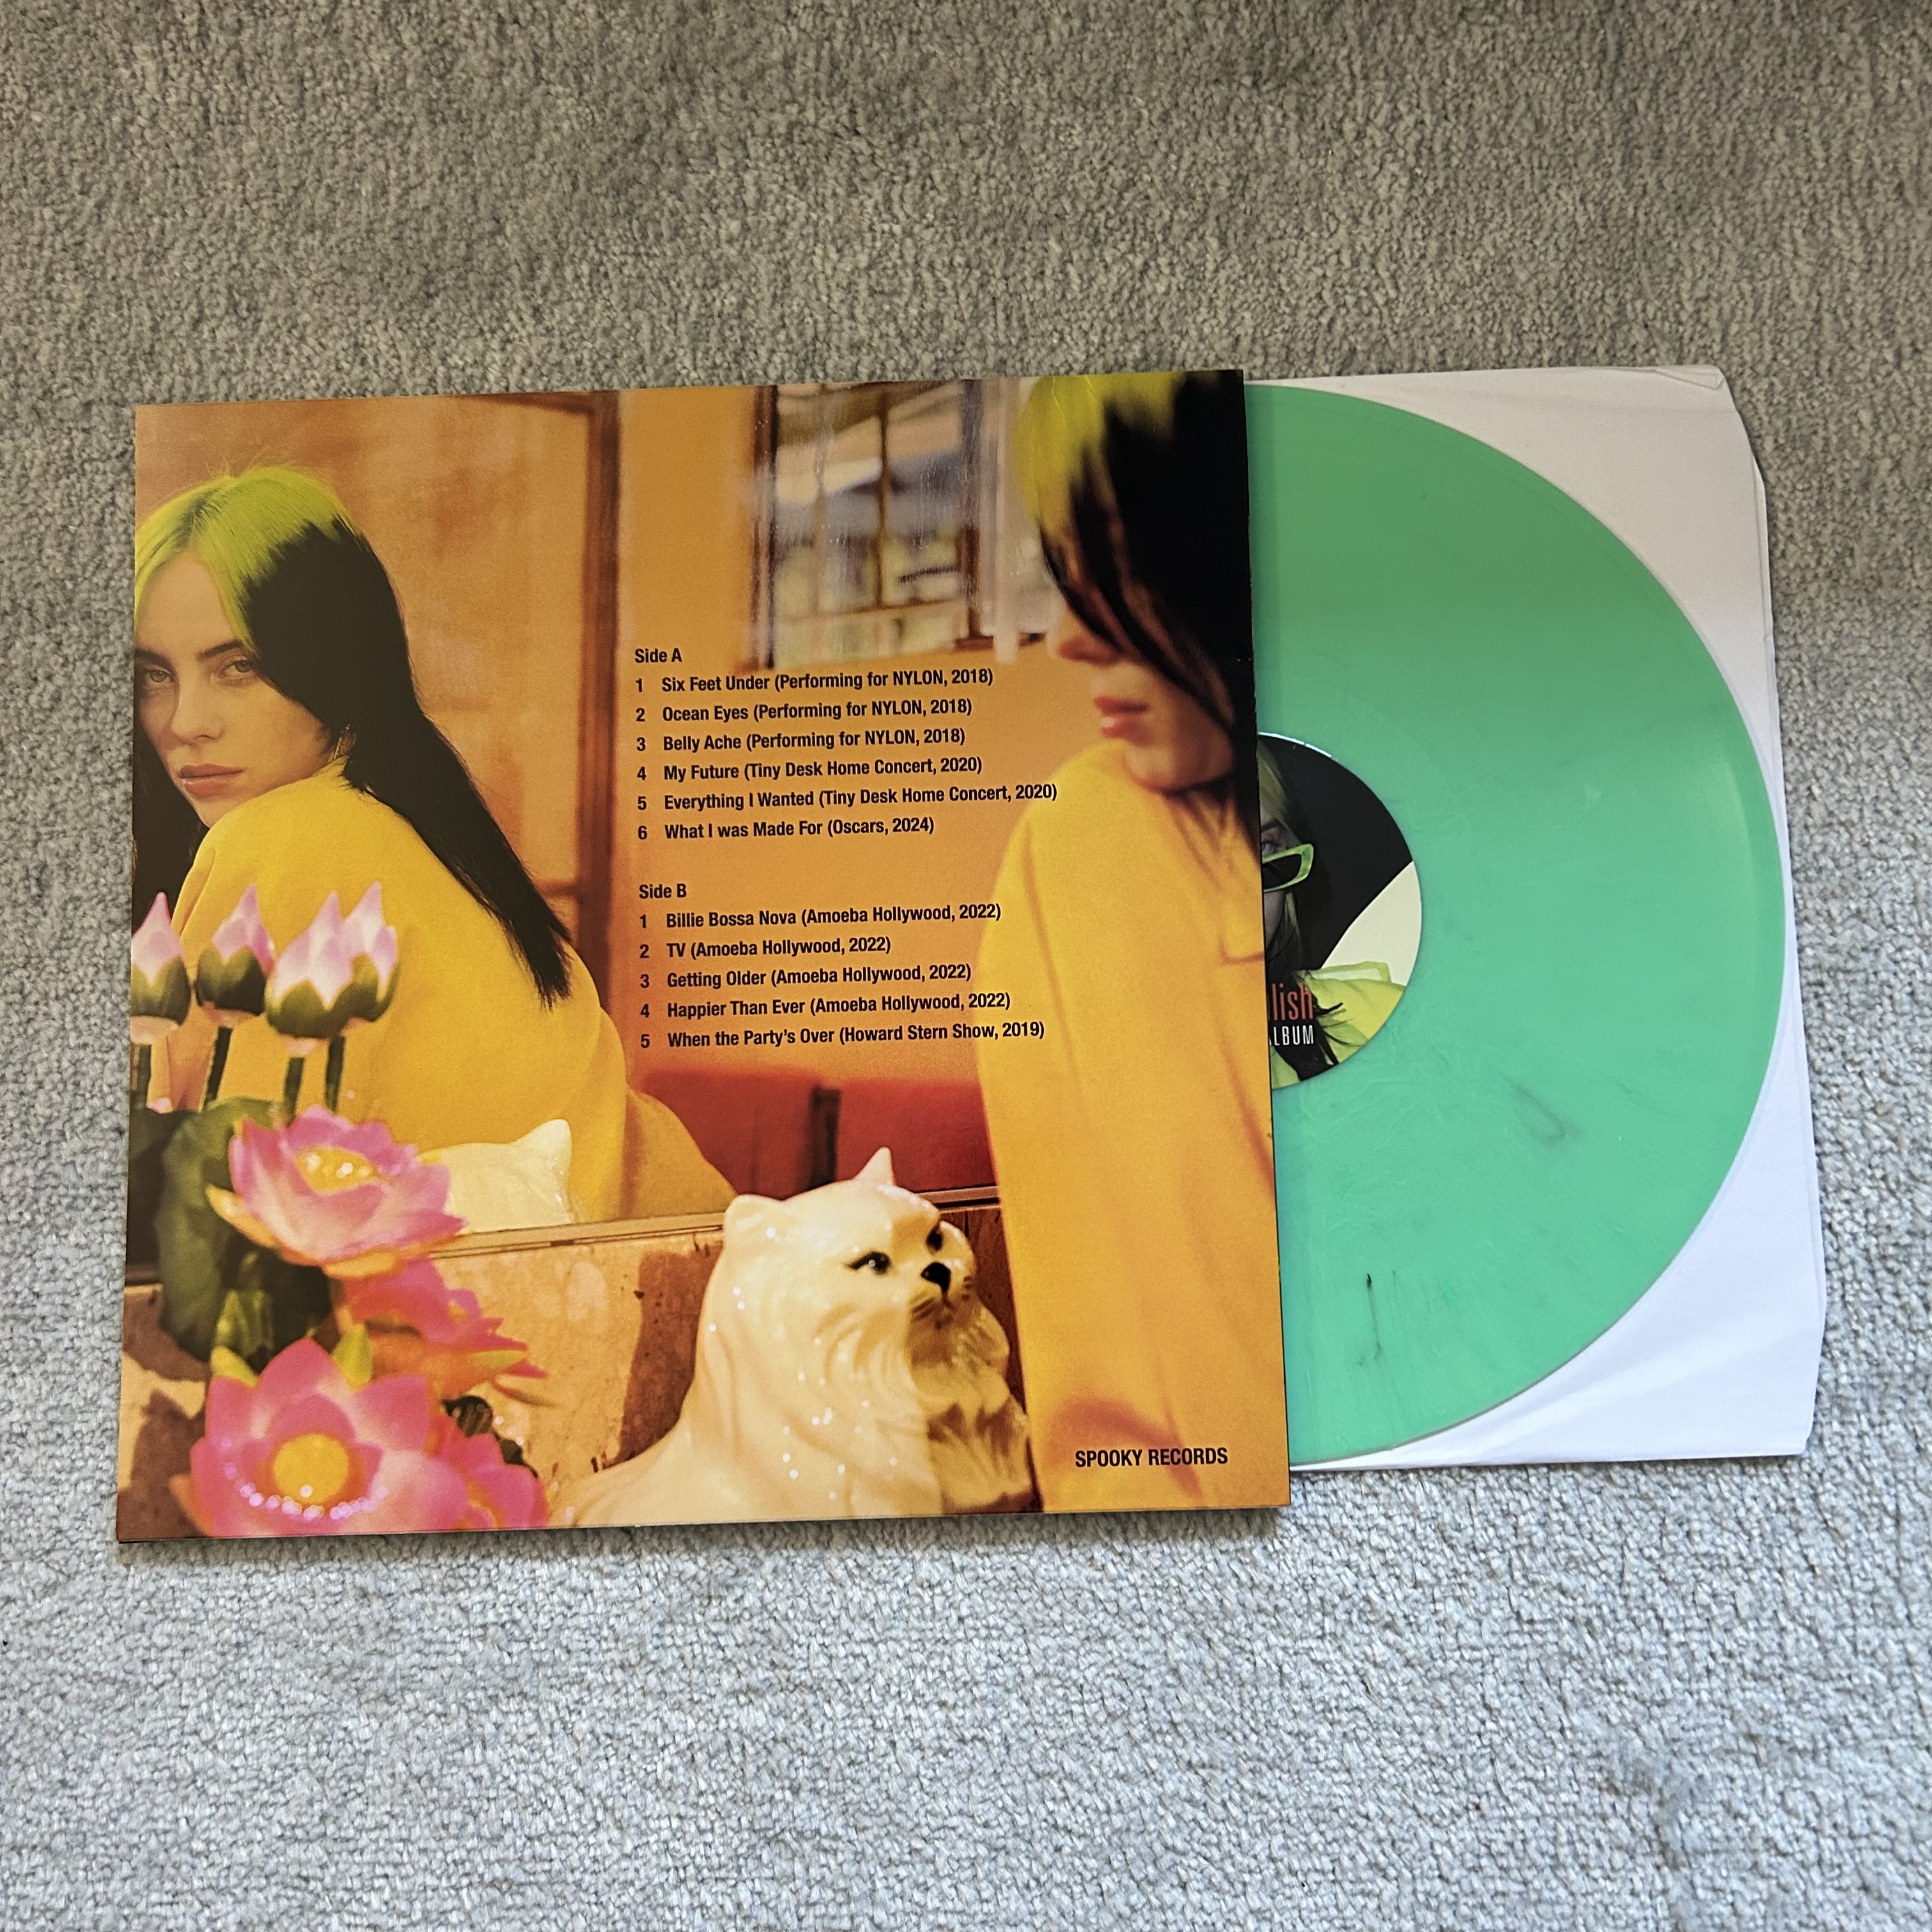 Side A
1 Six Feet Under (Performing for NYLON, 2018)
2 Ocean Eyes (Performing for NYLON, 2018)
3 Belly Ache (Performing for NYLON, 2018)
4 My Future (Tiny Desk Home Concert, 2020)
5 Everything I Wanted (Tiny Desk Home Concert, 2020)
6 What I was Made For (Oscars, 2024)
Side B
1 Billie Bossa Nova (Amoeba Hollywood, 2022)
2 TV (Amoeba Hollywood, 2022)
3 Getting Older (Amoeba Hollywood, 2022)
4 Happier Than Ever (Amoeba Hollywood, 2022)
5 When the Party's Over (Howard Stern Show, 2019)
lish
LBUM
SPOOKY RECORDS